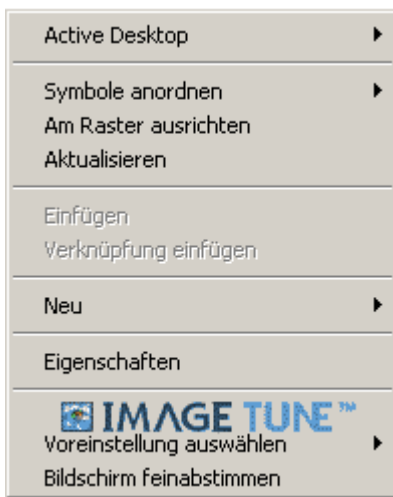 Active Desktop
Symbole anordnen
Am Raster ausrichten
Aktualisieren
Einfügen
Verknüpfung einfügen
Neu
Eigenschaften
IMAGE TUNE™
Voreinstellung auswählen
Bildschirm feinabstimmen